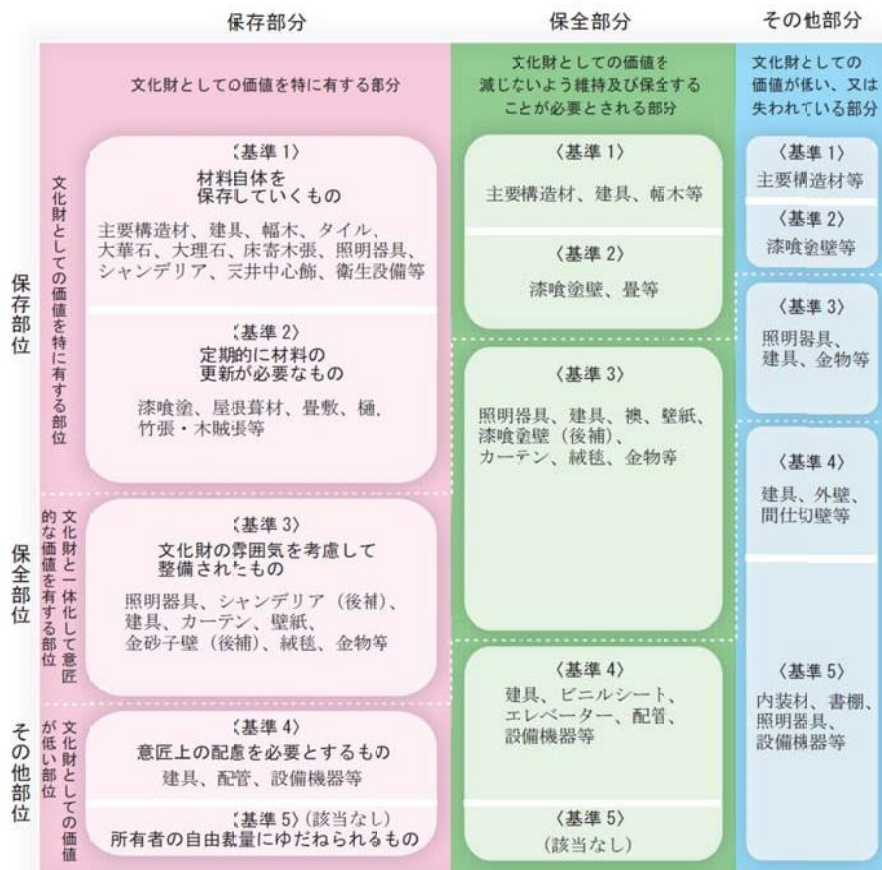 保存部分
保全部分
その他部分
文化財としての価値を特に有する部分
文化財としての価値を
減じないよう維持及び保全する
ことが必要とされる部分
文化財としての
価値が低い、又は
失われている部分
保存部位
文化財としての価値を特に有する部位
〈基準1〉
材料自体を
保存していくもの
主要構造材、建具、幅木、タイル、
大華石、大理石、床寄木張、照明器具、
シャンデリア、天井中心飾、衛生設備等
〈基準2〉
定期的に材料の
更新が必要なもの
漆喰塗、屋根葺材、畳敷、樋、
竹張・木賊張等
保全部位
文化財と一体化して意匠
的な価値を有する部位
〈基準3〉
文化財の雰囲気を考慮して
整備されたもの
照明器具、シャンデリア(後補)、
建具、カーテン、壁紙、
金砂子壁(後補)、絨毯、金物等
その他部位
文化財としての価値
が低い部位
〈基準4〉
意匠上の配慮を必要とするもの
建具、配管、設備機器等
〈基準5〉(該当なし)
所有者の自由裁量にゆだねられるもの
〈基準1〉
主要構造材、建具、幅木等
〈基準2〉
漆喰塗壁、畳等
〈基準3〉
照明器具、建具、襖、壁紙、
漆喰塗壁(後補)、
カーテン、絨毯、金物等
〈基準4〉
建具、ビニルシート、
エレベーター、配管、
設備機器等
〈基準5〉
(該当なし)
〈基準1〉
主要構造材等
〈基準2〉
漆喰塗壁等
〈基準3〉
照明器具、
建具、金物等
〈基準4〉
建具、外壁、
間仕切壁等
〈基準5〉
内装材、書棚、
照明器具、
設備機器等